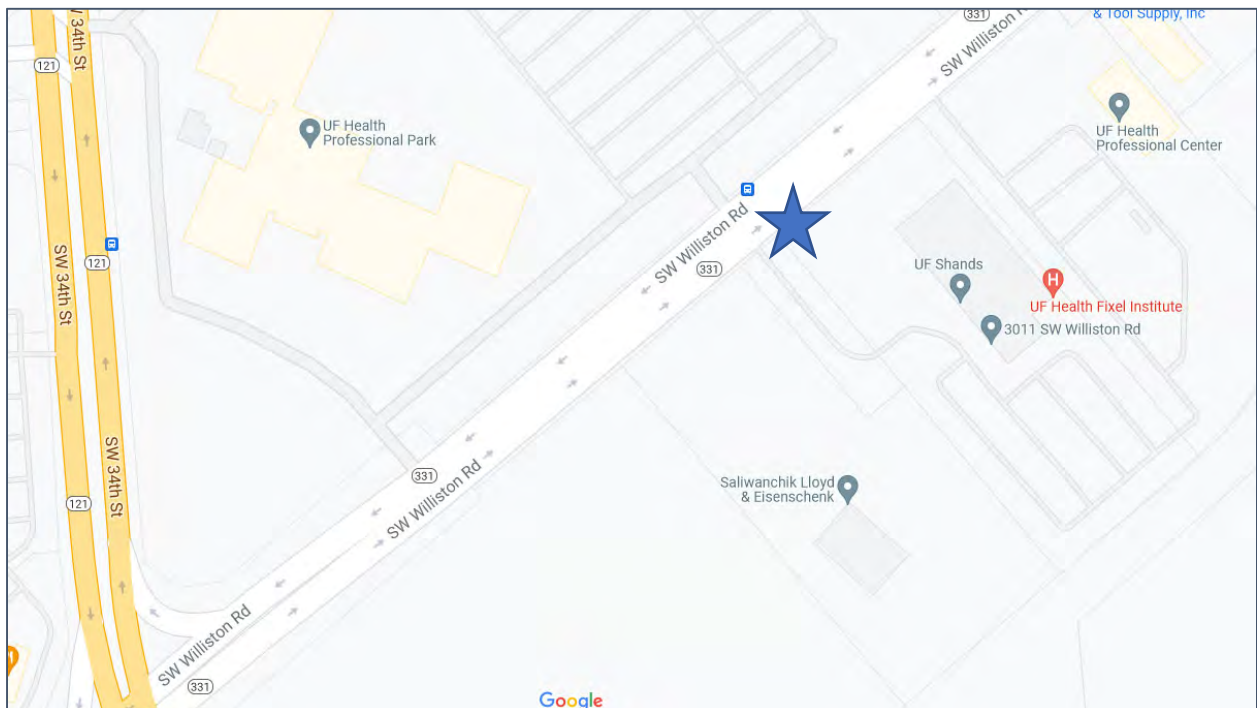 331
SW Williston R
& Tool Supply, Inc
SW 34th St
121
UF Health
Professional Park
UF Health
Professional Center
SW Williston Rd
331
SW 34th St
121
UF Shands
UF Health Fixel Institute
3011 SW Williston Rd
SW 34th St
121
331
SW Williston Rd
Saliwanchik Lloyd
& Eisenschenk
SW Williston Rd
331
Google